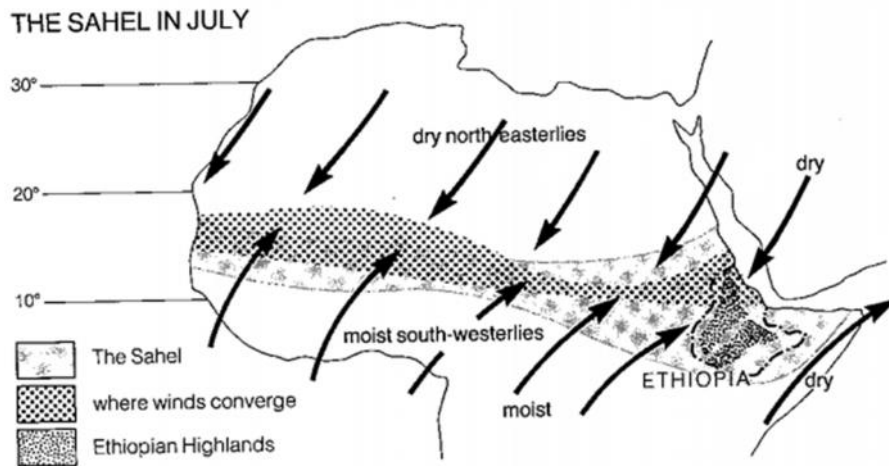 THE SAHEL IN JULY
30°
dry north easterlies
dry
20°
10°
moist south-westerlies
The Sahel
ETHIOPIA
dry
where winds converge
moist
Ethiopian Highlands